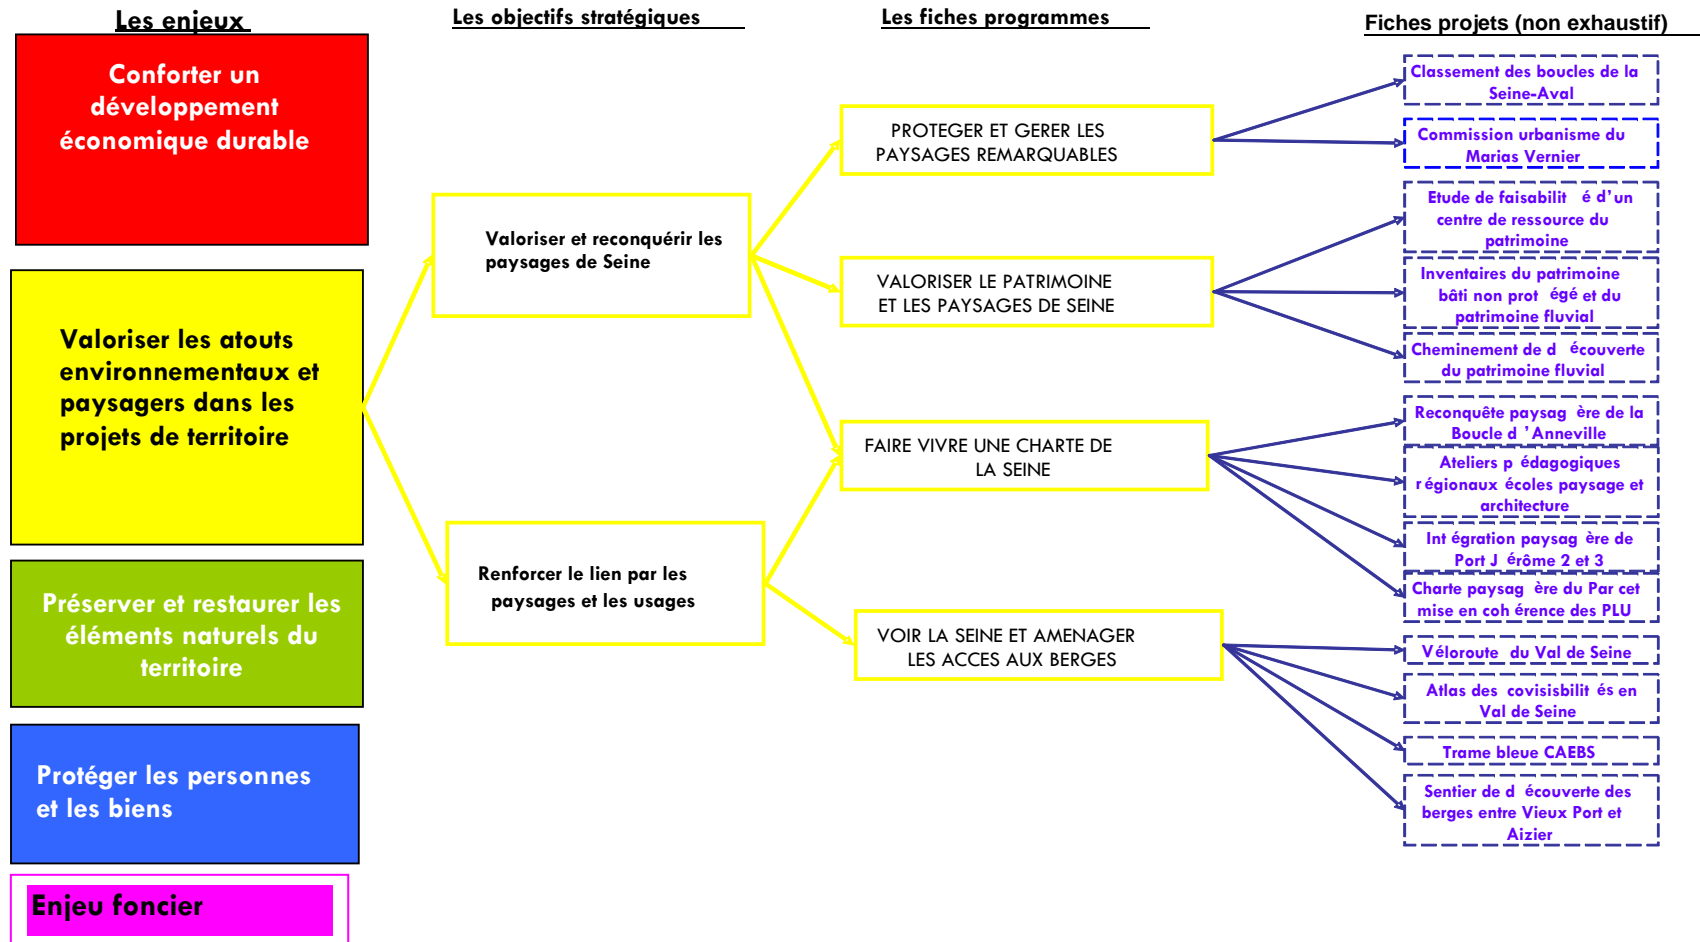 Les enjeux
Conforter un
développement
économique durable
Valoriser les atouts
environnementaux et
paysagers dans les
projets de territoire
Préserver et restaurer les
éléments naturels du
territoire
Protéger les personnes
et les biens
Enjeu foncier
Les objectifs stratégiques
Valoriser et reconquérir les
paysages de Seine
Renforcer le lien par les
paysages et les usages
Les fiches programmes
PROTEGER ET GERER LES
PAYSAGES REMARQUABLES
VALORISER LE PATRIMOINE
ET LES PAYSAGES DE SEINE
FAIRE VIVRE UNE CHARTE DE
LA SEINE
VOIR LA SEINE ET AMENAGER
LES ACCES AUX BERGES
Fiches projets (non exhaustif)
Classement des boucles de la
Seine-Aval
Commission urbanisme du
Marias Vernier
Etude de faisabilit é d'un
centre de ressource du
patrimoine
Inventaires du patrimoine
bâti non prot égé et du
patrimoine fluvial
Cheminement de d écouverte
du patrimoine fluvial
Reconquête paysag ère de la
Boucle d 'Anneville
Ateliers p édagogiques
r égionaux écoles paysage et
architecture
Int égration paysag ère de
Port J érôme 2 et 3
Charte paysag ère du Par cet
mise en coh érence des PLU
Véloroute du Val de Seine
Atlas des covisisbilit és en
Val de Seine
Trame bleue CAEBS
Sentier de d écouverte des
berges entre Vieux Port et
Aizier